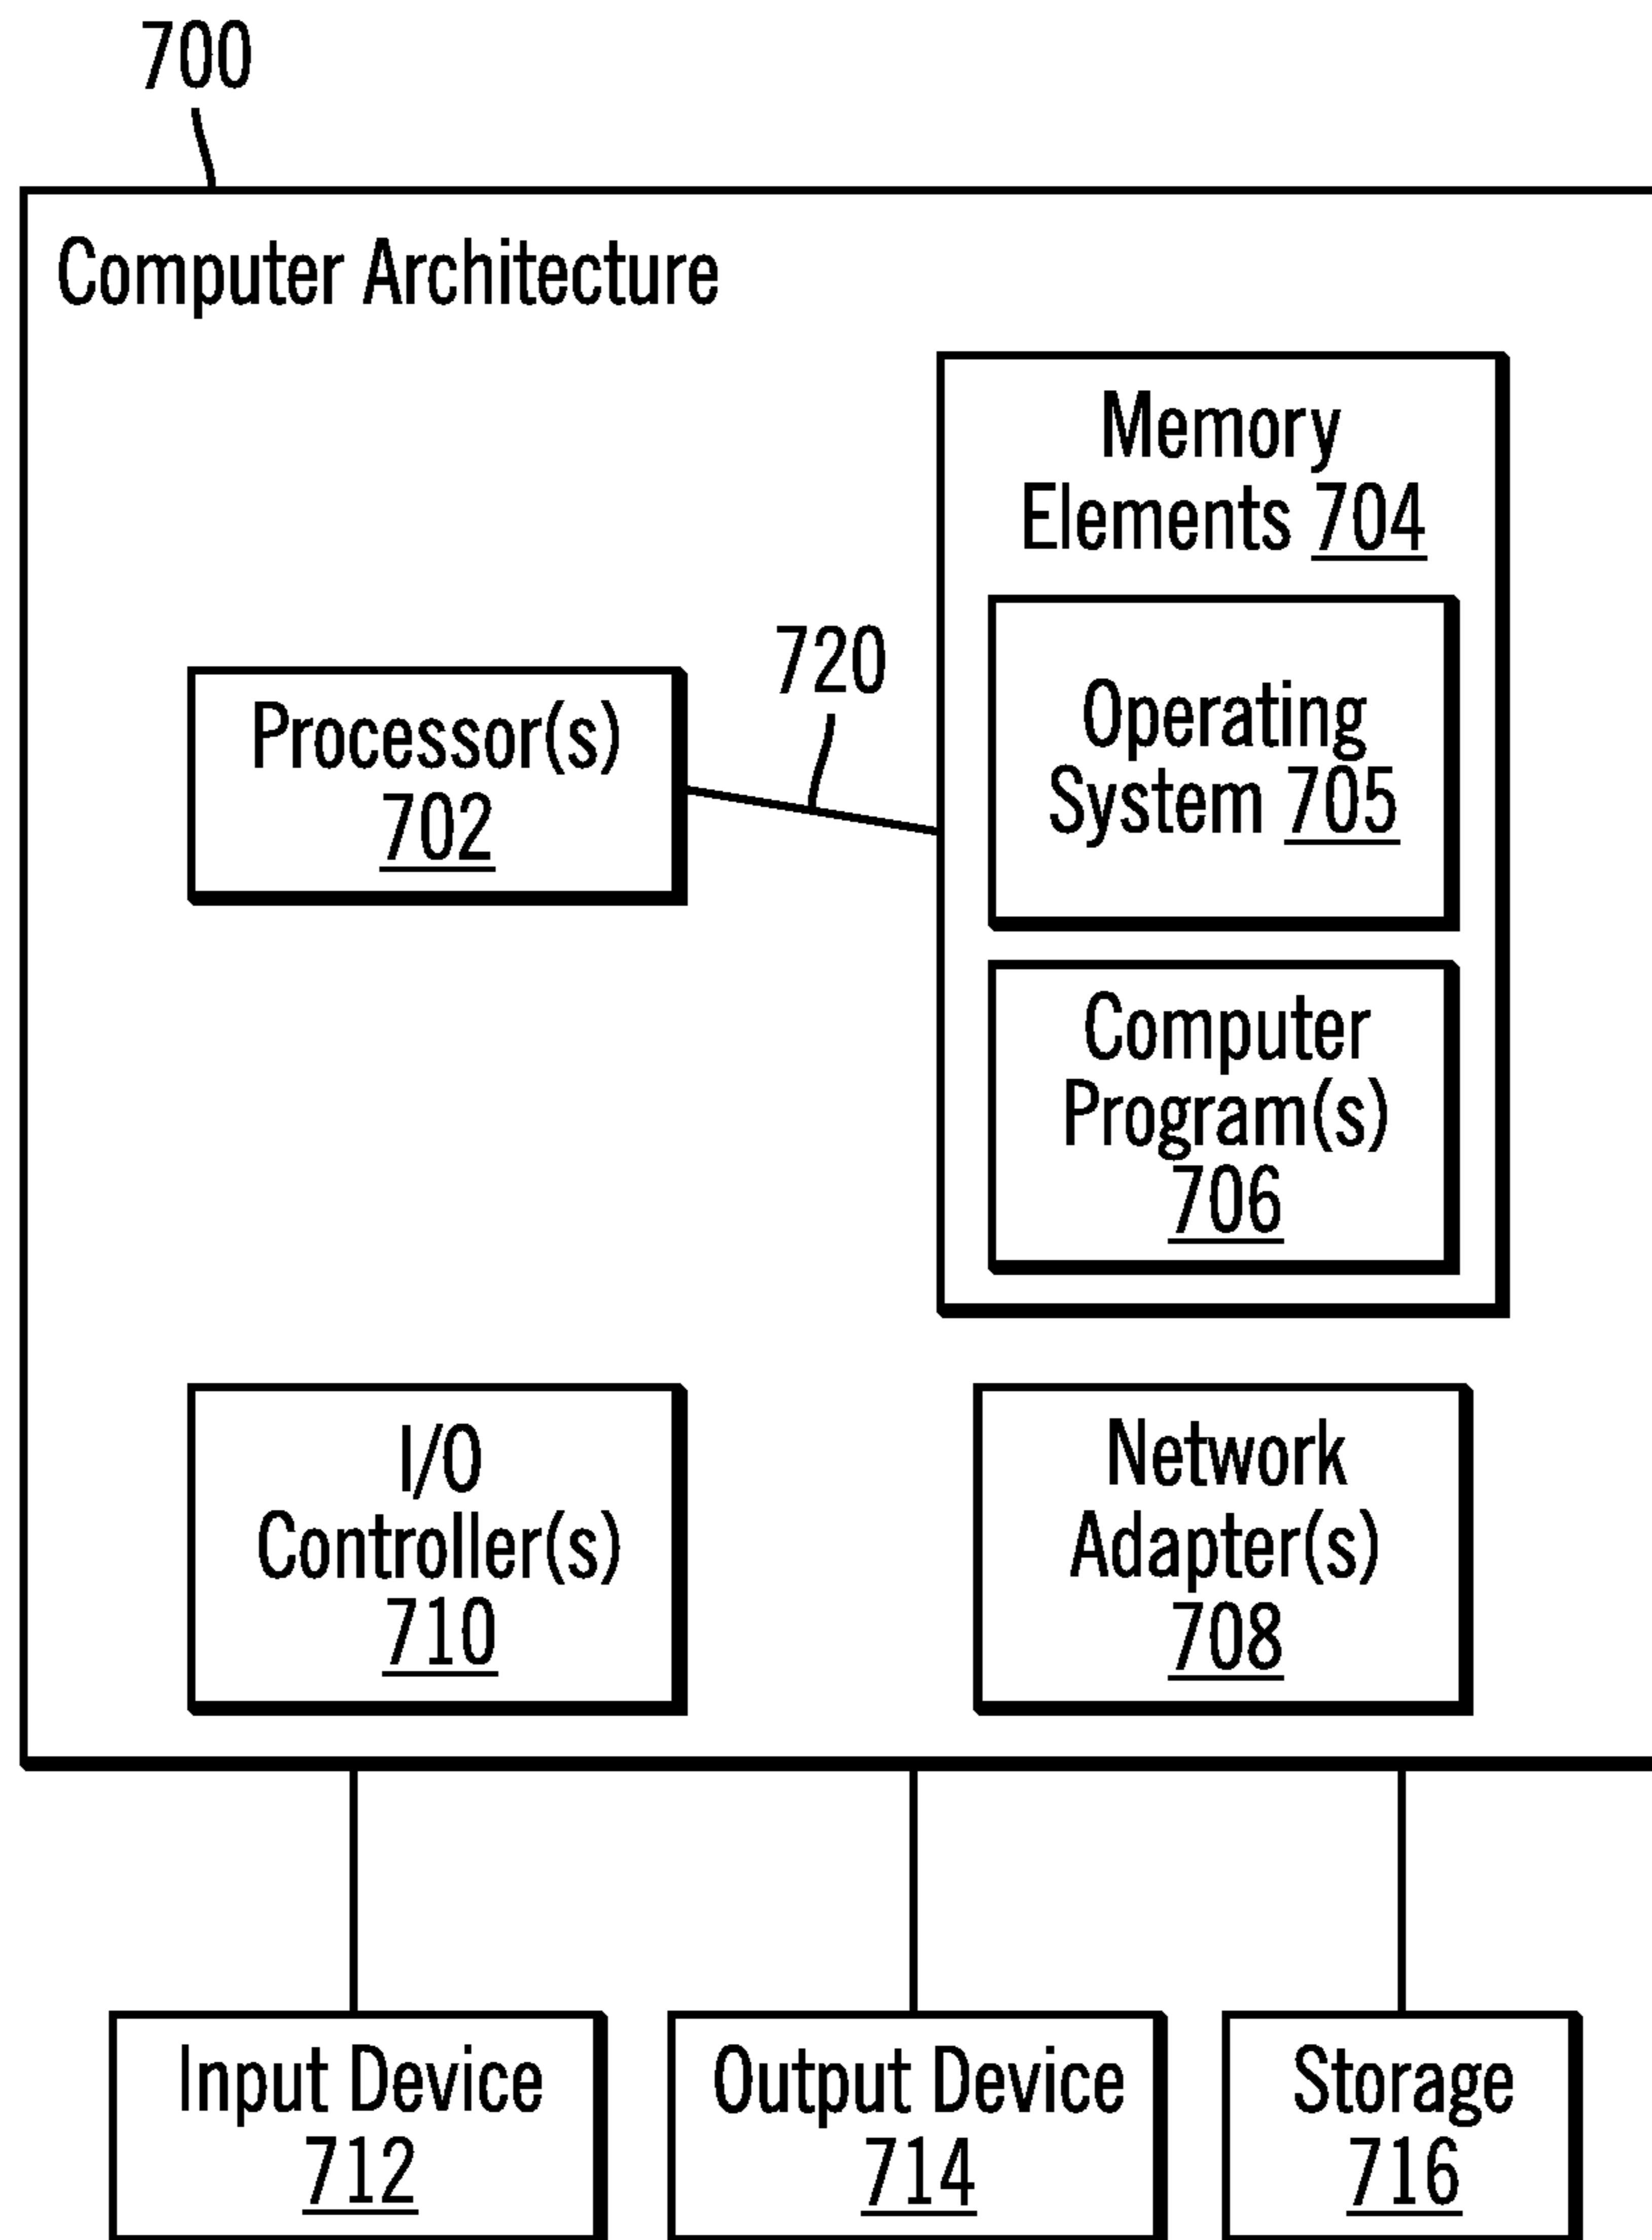 700
Computer Architecture
Memory
Elements 704
Operating
System 705
720
Processor(s)
702
Computer
Program(s)
706
I/O
Controller(s)
710
Network
Adapter(s)
708
Input Device
712
Output Device
714
Storage
716